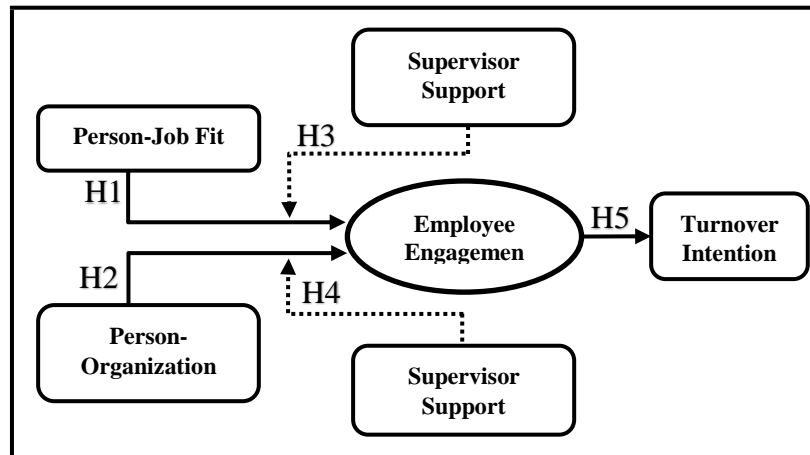 Supervisor
Support
Person-Job Fit
H3
H1
Employee
Engagemen
H5
Turnover
Intention
H2
H4
Person-
Organization
Supervisor
Support